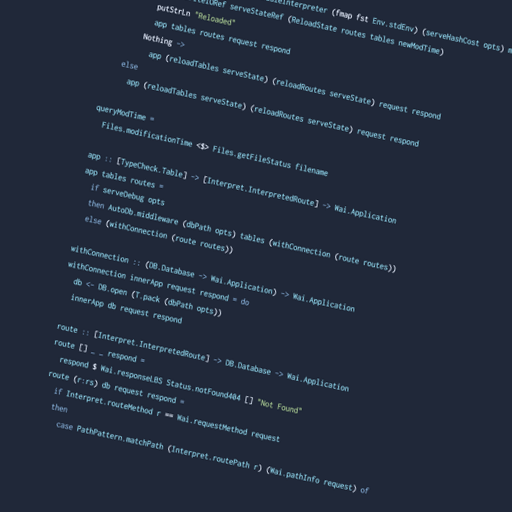 teInterpreter (fmap fst Env.stdEnv) (serveHashCost opts)
serveStateRef (ReloadState routes tables newModTime)
putStrLn "Reloaded"
app tables routes request respond
Nothing ->
app (reloadTables serveState) (reloadRoutes serveState) request respond
else
app (reloadTables serveState) (reloadRoutes serveState) request respond
queryModTime =
Files.modificationTime <$> Files.getFileStatus filename
app :: [TypeCheck.Table] -> [Interpret.InterpretedRoute] -> Wai.Application
app tables routes =
if serveDebug opts
then AutoDb.middleware (dbPath opts) tables (withConnection (route routes))
else (withConnection (route routes))
withConnection :: (DB.Database -> Wai.Application) -> Wai.Application
withConnection innerApp request respond = do
db <- DB.open (T.pack (dbPath opts))
innerApp db request respond
route :: [Interpret.InterpretedRoute] -> DB.Database -> Wai.Application
route [] _ _ respond =
respond $ Wai.responseLBS Status.notFound404 [] "Not Found"
route (r:rs) db request respond =
if Interpret.routeMethod r == Wai.requestMethod request
then
case PathPattern.matchPath (Interpret.routePath r) (Wai.pathInfo request) of